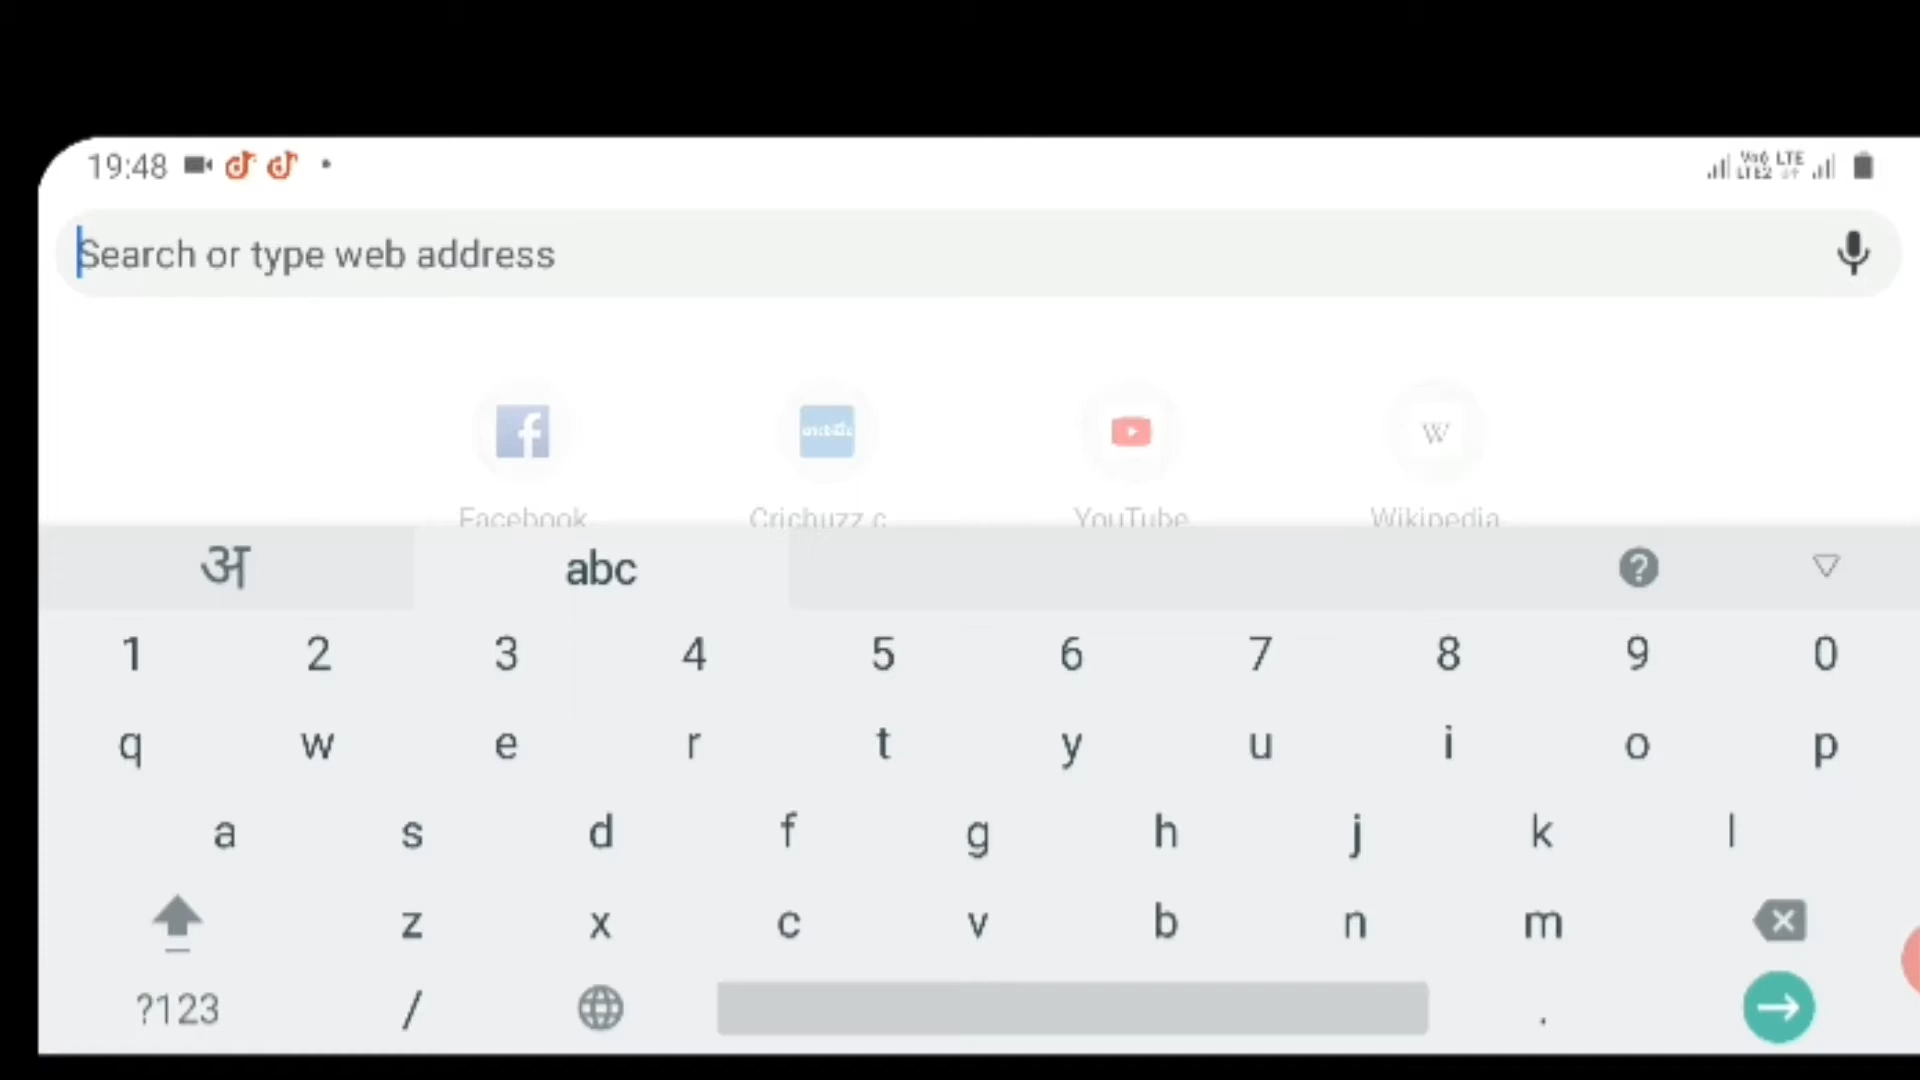 19:48
Search or type web address
W
Facebook
YouTube
Wikipedia
अ abc
1 2 3 4 5 6 7 8 9 0
q w e r t y u i o p
a s d f g h j k l
z x c v b n m
?123 / .